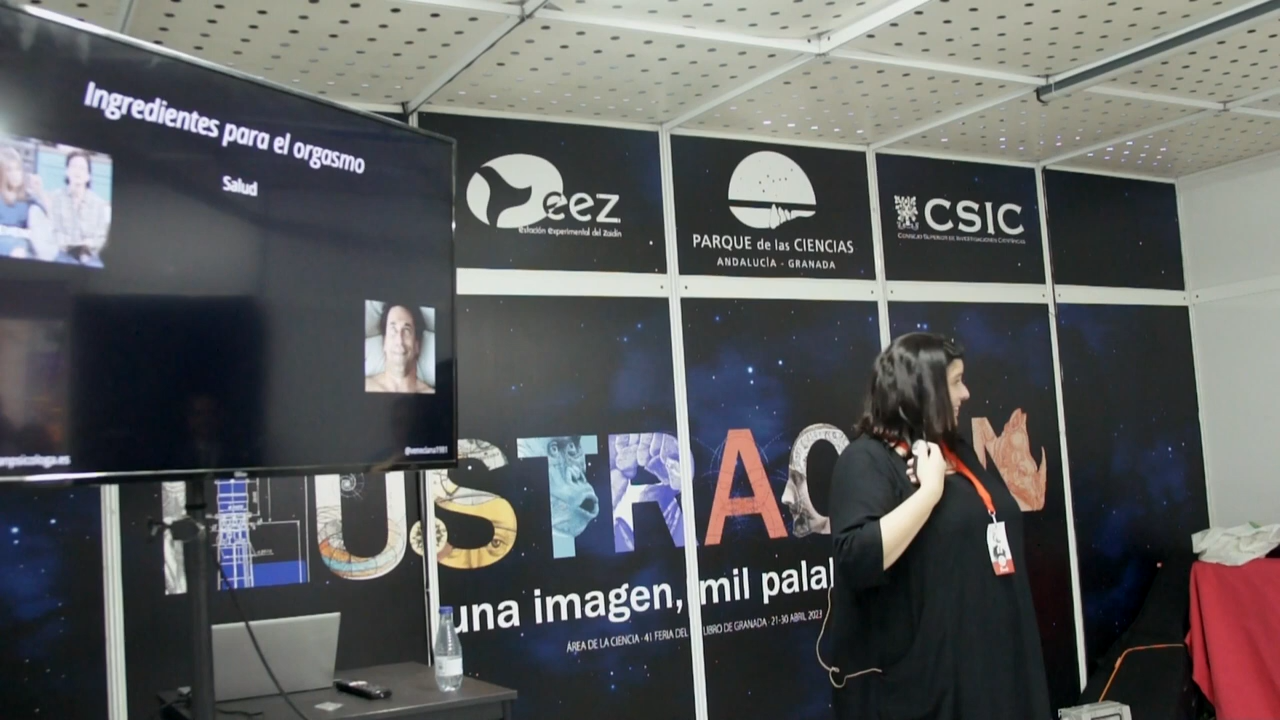 Ingredientes para el orgasmo
Salud
@veneciana1991
eez
Estación Experimental del Zaidín
PARQUE de las CIENCIAS
ANDALUCÍA - GRANADA
CSIC
CONSEJO SUPERIOR DE INVESTIGACIONES CIENTÍFICAS
USTRAC
una imagen, mil pala
ÁREA DE LA CIENCIA · 41 FERIA DEL LIBRO DE GRANADA · 21-30 ABRIL 2023